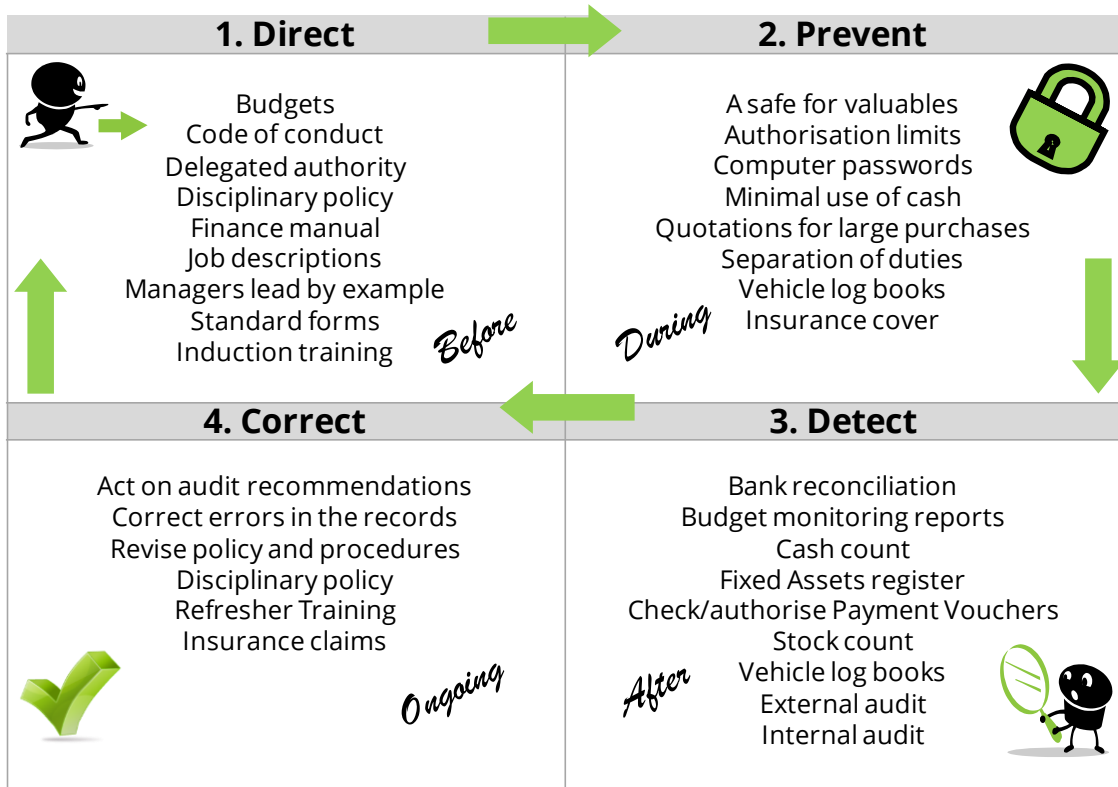 1. Direct
Budgets
Code of conduct
Delegated authority
Disciplinary policy
Finance manual
Job descriptions
Managers lead by example
Standard forms
Induction training
Before
2. Prevent
A safe for valuables
Authorisation limits
Computer passwords
Minimal use of cash
Quotations for large purchases
Separation of duties
Vehicle log books
Insurance cover
During
3. Detect
Bank reconciliation
Budget monitoring reports
Cash count
Fixed Assets register
Check/authorise Payment Vouchers
Stock count
Vehicle log books
External audit
Internal audit
After
4. Correct
Act on audit recommendations
Correct errors in the records
Revise policy and procedures
Disciplinary policy
Refresher Training
Insurance claims
Ongoing